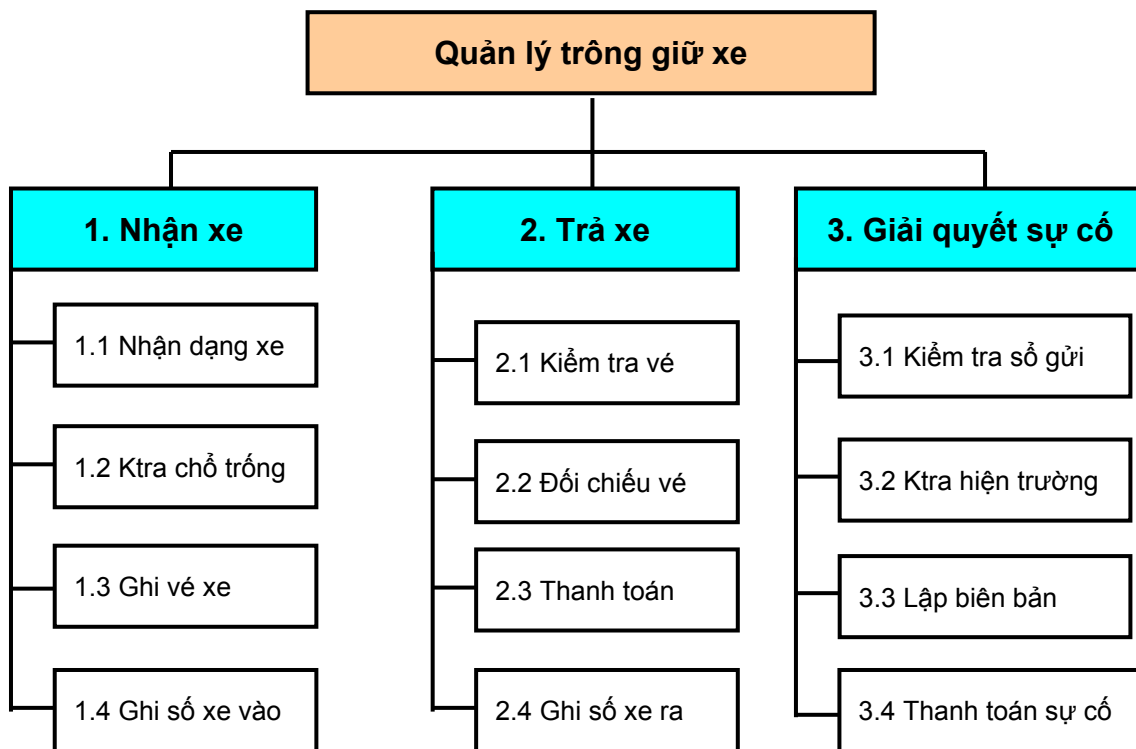 Quản lý trông giữ xe
1. Nhận xe
2. Trả xe
3. Giải quyết sự cố
1.1 Nhận dạng xe
1.2 Ktra chổ trống
1.3 Ghi vé xe
1.4 Ghi số xe vào
2.1 Kiểm tra vé
2.2 Đối chiếu vé
2.3 Thanh toán
2.4 Ghi số xe ra
3.1 Kiểm tra sổ gửi
3.2 Ktra hiện trường
3.3 Lập biên bản
3.4 Thanh toán sự cố